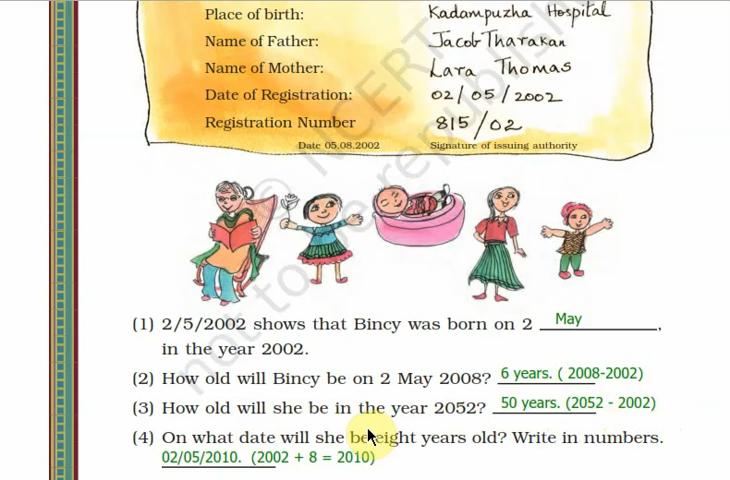 Place of birth: Kadampuzha Hospital
Name of Father: Jacob Tharakan
Name of Mother: Lara Thomas
Date of Registration: 02/05/2002
Registration Number 815/02
Date 05.08.2002 Signature of issuing authority
© NCERT
not to be republished
(1) 2/5/2002 shows that Bincy was born on 2 May,
in the year 2002.
(2) How old will Bincy be on 2 May 2008? 6 years. ( 2008-2002)
(3) How old will she be in the year 2052? 50 years. (2052 - 2002)
(4) On what date will she be eight years old? Write in numbers.
02/05/2010. (2002 + 8 = 2010)